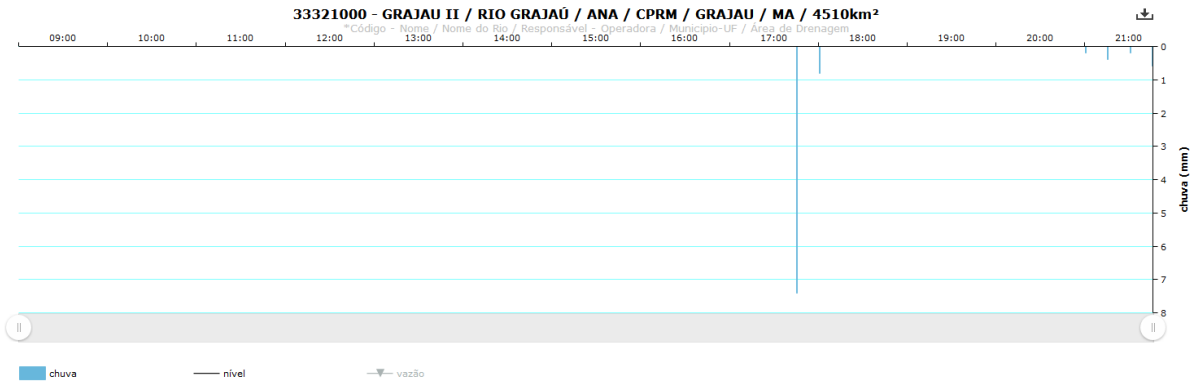 33321000 - GRAJAU II / RIO GRAJAÚ / ANA / CPRM / GRAJAU / MA / 4510km²
*Código - Nome / Nome do Rio / Responsável - Operadora / Municipio-UF / Área de Drenagem
09:00 10:00 11:00 12:00 13:00 14:00 15:00 16:00 17:00 18:00 19:00 20:00 21:00
0
1
2
3
4
5
6
7
8
chuva (mm)
chuva nível vazão